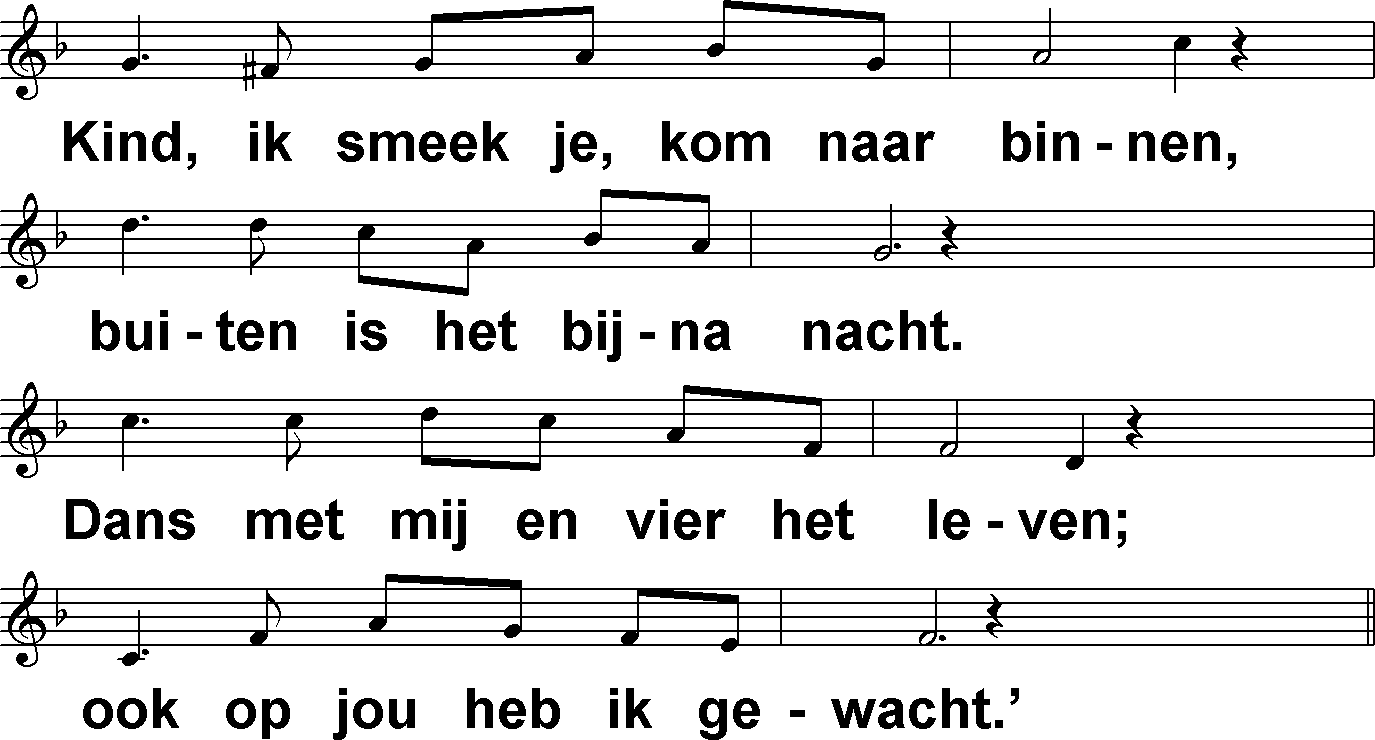 Kind, ik smeek je, kom naar bin - nen,
bui - ten is het bij - na nacht.
Dans met mij en vier het le - ven;
ook op jou heb ik ge - wacht.’